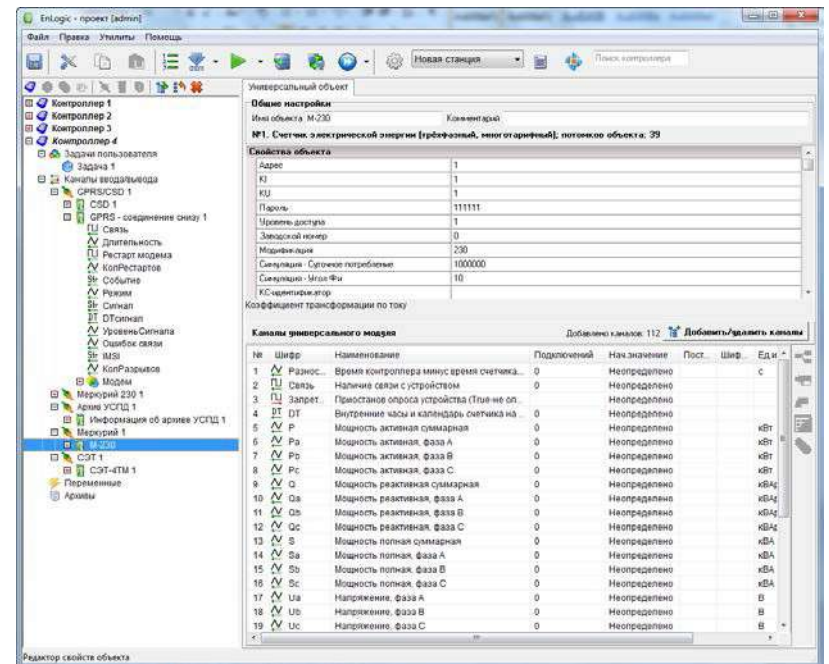 EnLogic - проект [admin]
Файл Правка Утилиты Помощь
Новая станция
Поиск контроллера
Контроллер 1
Контроллер 2
Контроллер 3
Контроллер 4
Задачи пользователя
Задача 1
Каналы ввода/вывода
GPRS/CSD 1
CSD 1
GPRS - соединение снизу 1
Связь
Длительность
Рестарт модема
КолРестартов
Событие
Режим
Сигнал
DTсигнал
УровеньСигнала
Ошибок связи
IMSI
КолРазрывов
Модем
Меркурий 230 1
Архив УСПД 1
Информация об архиве УСПД 1
Меркурий 1
М-230
СЭТ 1
СЭТ-4ТМ 1
Переменные
Архивы
Универсальный объект
Общие настройки
Имя объекта М-230 Комментарий
№1. Счетчик электрической энергии (трёхфазный, многотарифный); потомков объекта: 39
Свойства объекта
Адрес 1
KI 1
KU 1
Пароль 111111
Уровень доступа 1
Заводской номер 0
Модификация 230
Симуляция - Суточное потребление 1000000
Симуляция - Угол Фи 10
КС-идентификатор
Коэффициент трансформации по току
Каналы универсального модуля Добавлено каналов: 112 Добавить/удалить каналы
№ Шифр Наименование Подключений Нач.значение Пост... Шиф... Ед.и
1 Разнос... Время контроллера минус время счетчика... 0 Неопределено с
2 Связь Наличие связи с устройством 0 Неопределено
3 Запрет... Приостановка опроса устройства (True-не оп... 0 Неопределено
4 DT DT Внутренние часы и календарь счетчика на ... 0 Неопределено
5 P Мощность активная суммарная 0 Неопределено кВт
6 Pa Мощность активная, фаза A 0 Неопределено кВт
7 Pb Мощность активная, фаза B 0 Неопределено кВт
8 Pc Мощность активная, фаза C 0 Неопределено кВт
9 Q Мощность реактивная суммарная 0 Неопределено кВАр
10 Qa Мощность реактивная, фаза A 0 Неопределено кВАр
11 Qb Мощность реактивная, фаза B 0 Неопределено кВАр
12 Qc Мощность реактивная, фаза C 0 Неопределено кВАр
13 S Мощность полная суммарная 0 Неопределено кВА
14 Sa Мощность полная, фаза A 0 Неопределено кВА
15 Sb Мощность полная, фаза B 0 Неопределено кВА
16 Sc Мощность полная, фаза C 0 Неопределено кВА
17 Ua Напряжение, фаза A 0 Неопределено В
18 Ub Напряжение, фаза B 0 Неопределено В
19 Uc Напряжение, фаза C 0 Неопределено В
Редактор свойств объекта